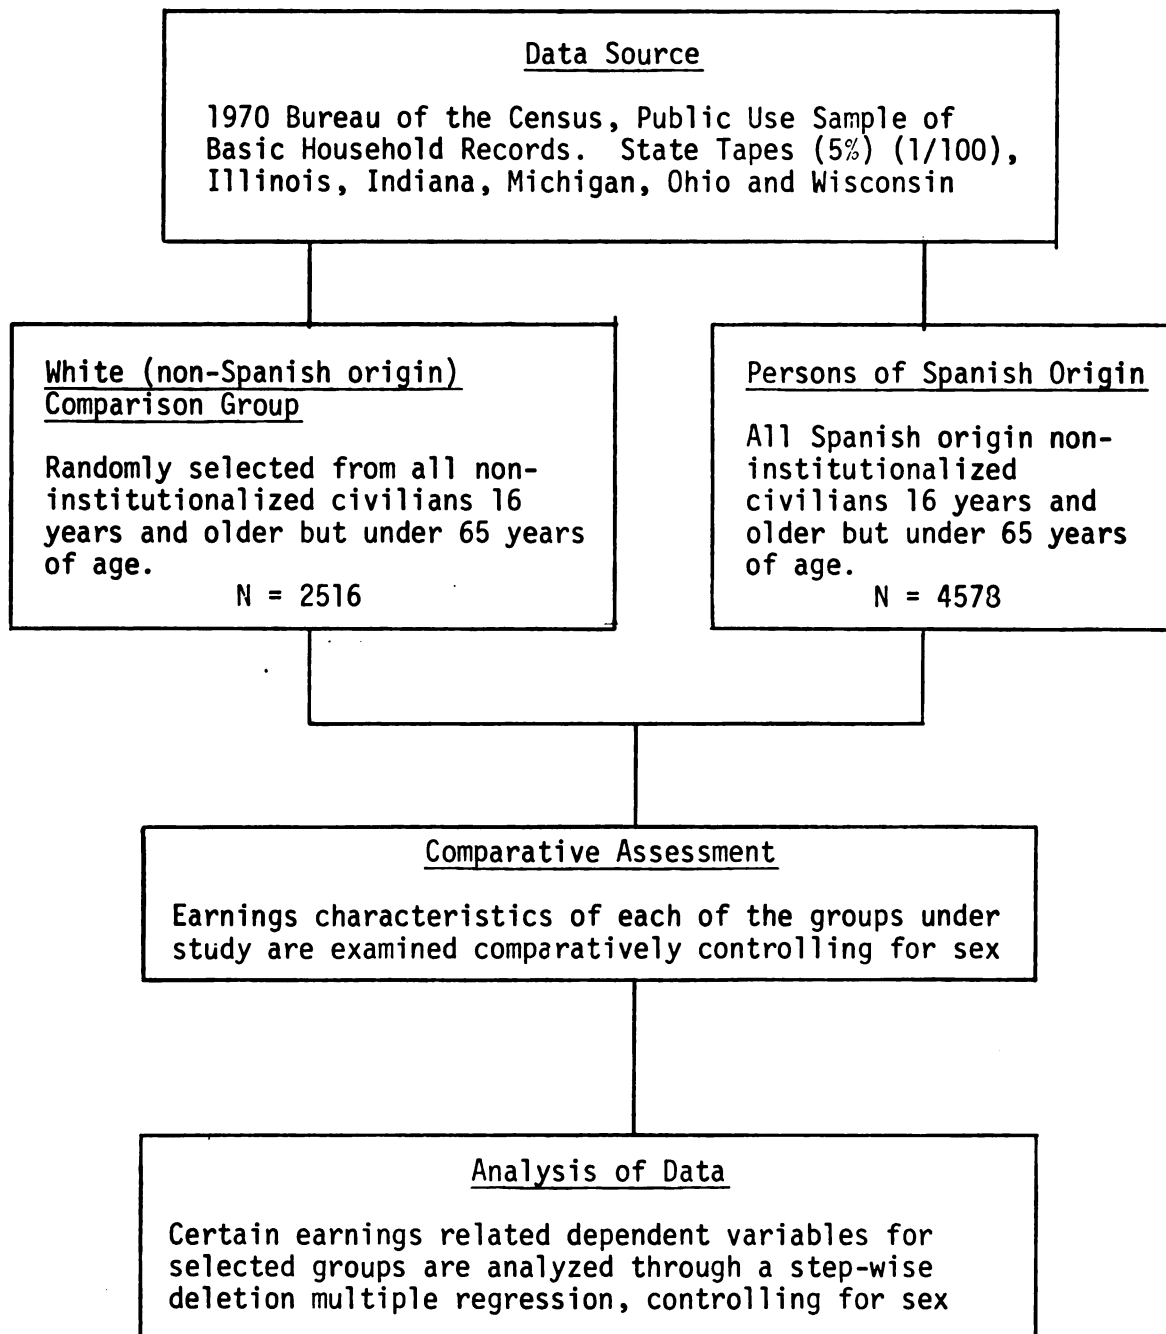 Data Source
1970 Bureau of the Census, Public Use Sample of
Basic Household Records. State Tapes (5%) (1/100),
Illinois, Indiana, Michigan, Ohio and Wisconsin
White (non-Spanish origin)
Comparison Group
Randomly selected from all non-
institutionalized civilians 16
years and older but under 65 years
of age.
N = 2516
Persons of Spanish Origin
All Spanish origin non-
institutionalized
civilians 16 years and
older but under 65 years
of age.
N = 4578
Comparative Assessment
Earnings characteristics of each of the groups under
study are examined comparatively controlling for sex
Analysis of Data
Certain earnings related dependent variables for
selected groups are analyzed through a step-wise
deletion multiple regression, controlling for sex